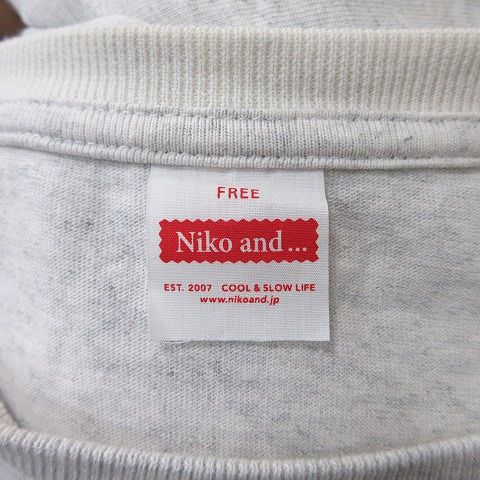 FREE
Niko and ...
EST. 2007 COOL & SLOW LIFE
www.nikoand.jp